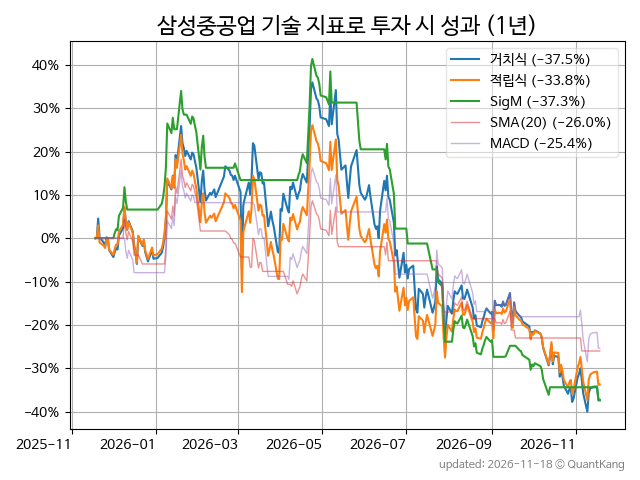 삼성중공업 기술 지표로 투자 시 성과 (1년)
거치식 (−37.5%)
적립식 (−33.8%)
SigM (−37.3%)
SMA(20) (−26.0%)
MACD (−25.4%)
40%
30%
20%
10%
0%
−10%
−20%
−30%
−40%
2025-11 2026-01 2026-03 2026-05 2026-07 2026-09 2026-11
updated: 2026-11-18 © QuantKang